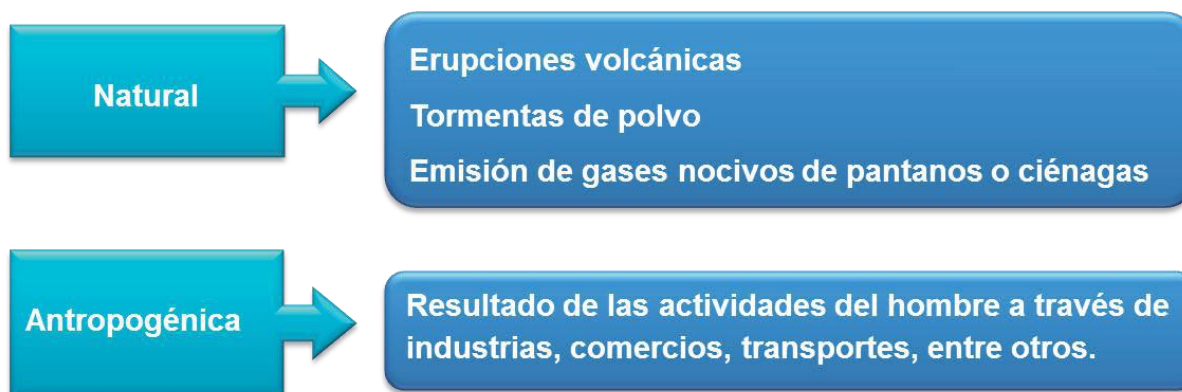 Natural
Erupciones volcánicas
Tormentas de polvo
Emisión de gases nocivos de pantanos o ciénagas
Antropogénica
Resultado de las actividades del hombre a través de
industrias, comercios, transportes, entre otros.